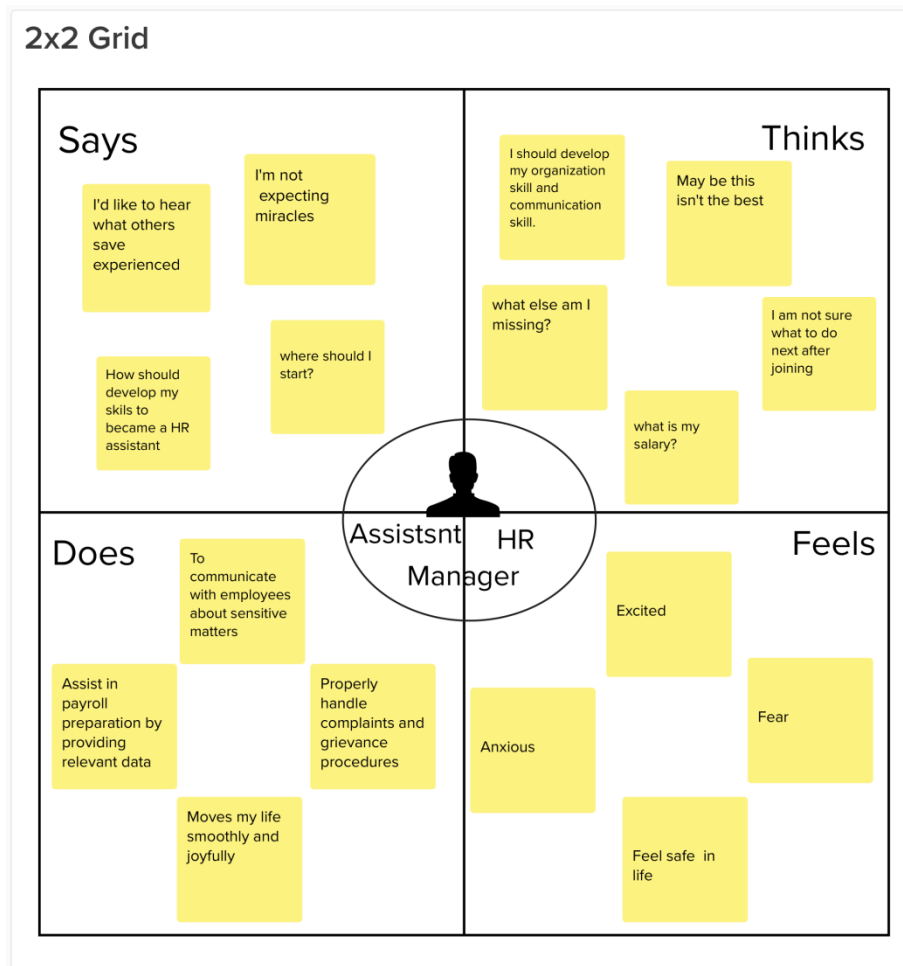 2x2 Grid
Says
I'd like to hear
what others
save
experienced
I'm not
expecting
miracles
How should
develop my
skils to
became a HR
assistant
where should I
start?
Thinks
I should develop
my organization
skill and
communication
skill.
May be this
isn't the best
what else am I
missing?
I am not sure
what to do
next after
joining
what is my
salary?
Assistsnt HR
Manager
Does
To
communicate
with employees
about sensitive
matters
Assist in
payroll
preparation by
providing
relevant data
Properly
handle
complaints and
grievance
procedures
Moves my life
smoothly and
joyfully
Feels
Excited
Anxious
Fear
Feel safe in
life